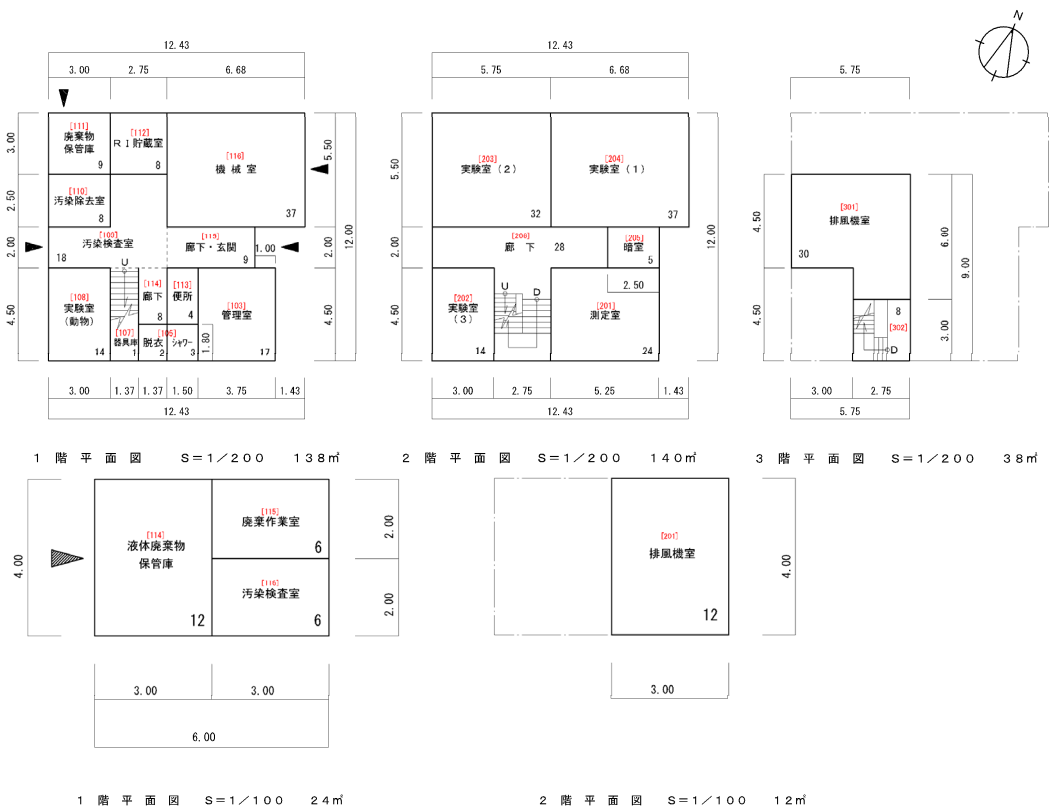 N
12.43
3.00 2.75 6.68
3.00
2.50
2.00
4.50
[111]
廃棄物
保管庫
9
[112]
ＲＩ貯蔵室
8
[116]
機 械 室
37
[110]
汚染除去室
8
汚染検査室
18
廊下・玄関
9
1.00
U
[108]
実験室
(動物)
14
[107]
器具庫
1
[114]
廊下
8
[113]
便所
4
脱衣
2
シャワー
3
[103]
管理室
17
1.80
5.50
2.00
4.50
12.00
3.00 1.37 1.37 1.50 3.75 1.43
12.43
１ 階 平 面 図 Ｓ＝１／２００ １３８㎡
12.43
5.75 6.68
5.50
2.00
4.50
[203]
実験室（２）
32
[204]
実験室（１）
37
[206]
廊 下 28
[205]
暗室
5
2.50
[202]
実験室
（３）
14
U D
[201]
測定室
24
12.00
3.00 2.75 5.25 1.43
12.43
２ 階 平 面 図 Ｓ＝１／２００ １４０㎡
5.75
4.50
4.50
[301]
排風機室
30
8
[302]
D
6.00
3.00
9.00
3.00 2.75
5.75
３ 階 平 面 図 Ｓ＝１／２００ ３８㎡
4.00
[114]
液体廃棄物
保管庫
12
[115]
廃棄作業室
6
[116]
汚染検査室
6
2.00
2.00
3.00 3.00
6.00
１ 階 平 面 図 Ｓ＝１／１００ ２４㎡
[201]
排風機室
12
4.00
3.00
２ 階 平 面 図 Ｓ＝１／１００ １２㎡